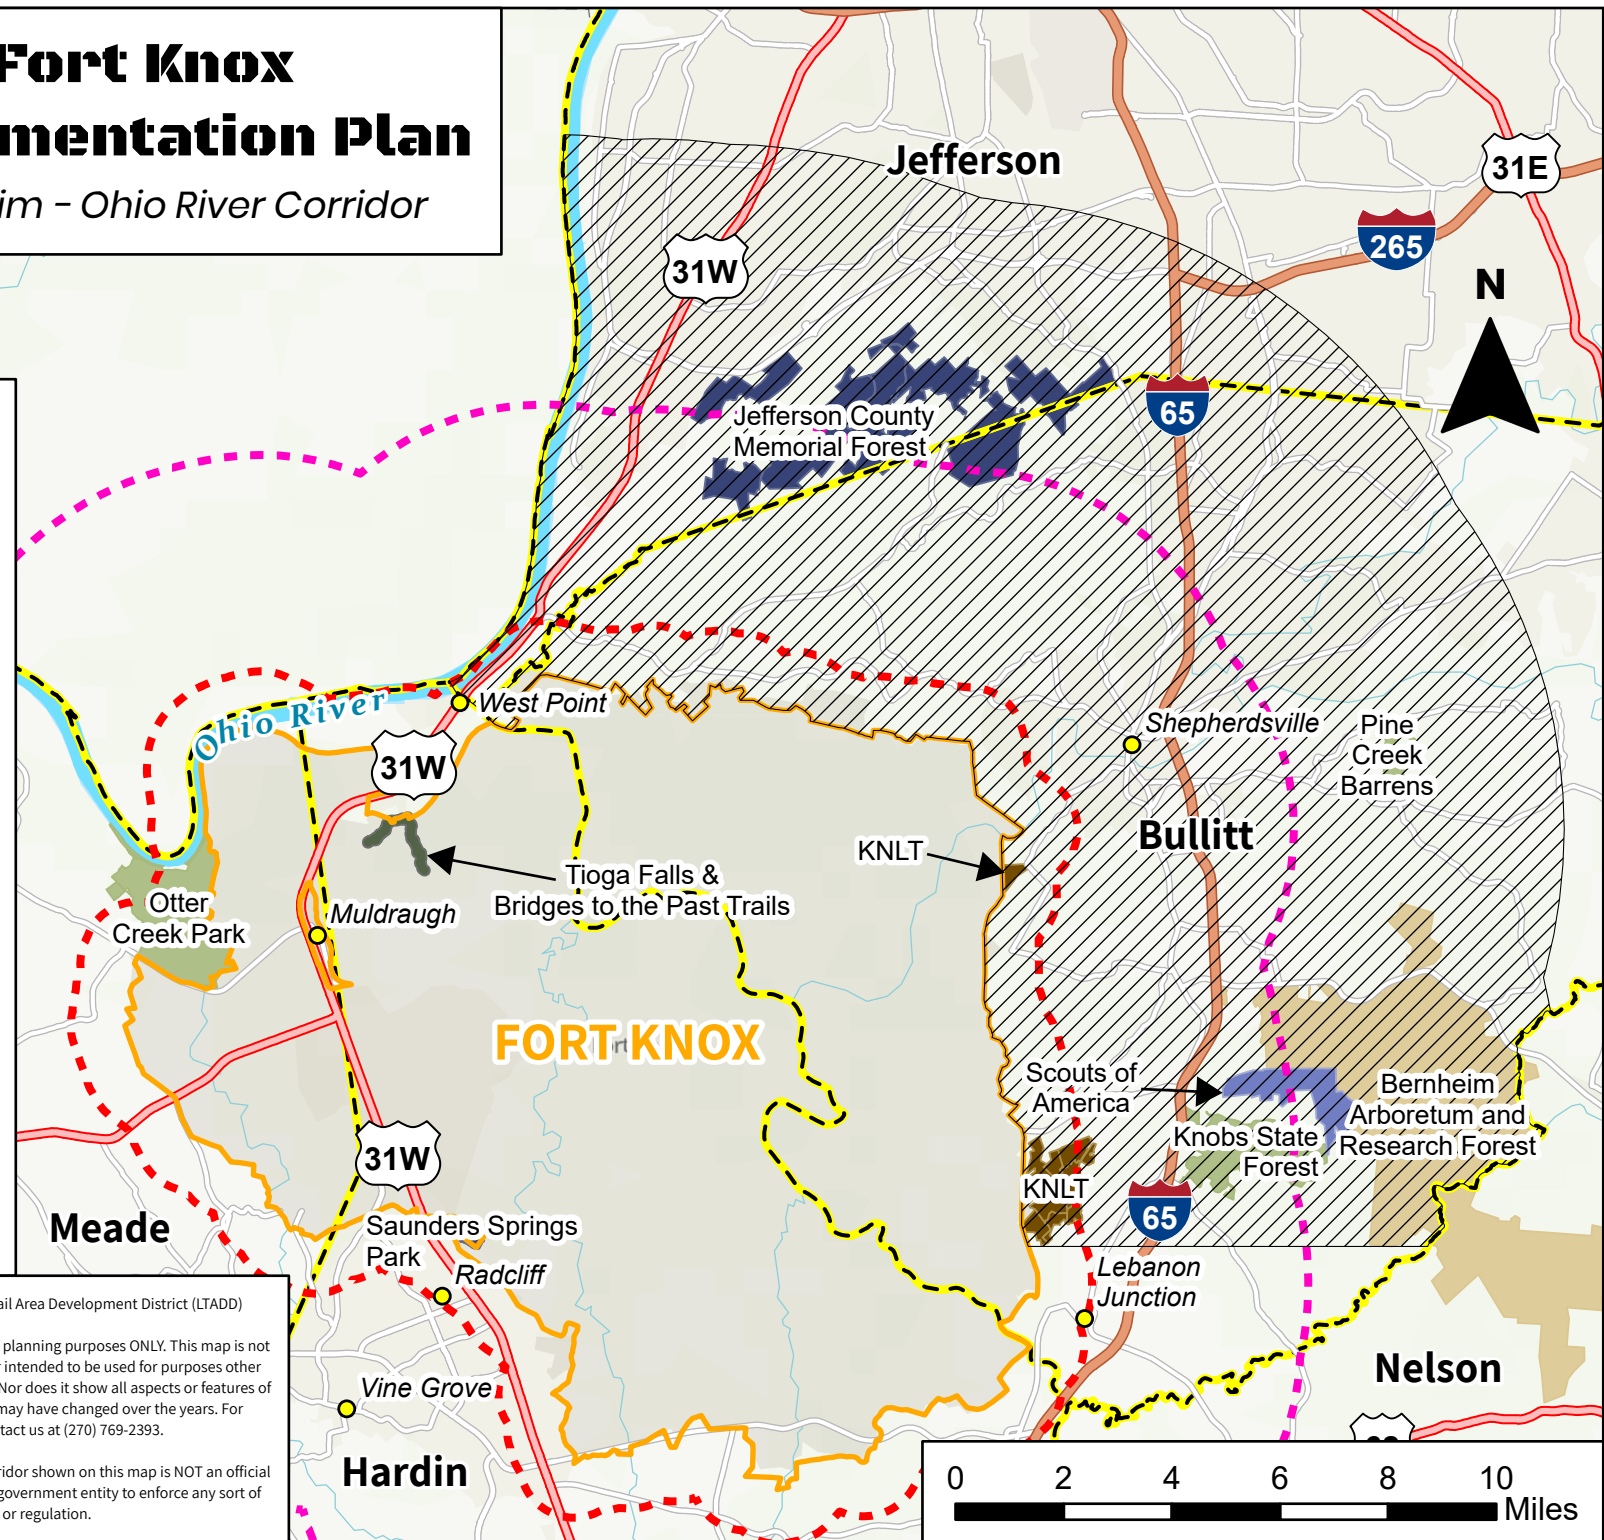 Fort Knox
mentation Plan
im - Ohio River Corridor
Jefferson
31E
265
31W
N
65
Jefferson County
Memorial Forest
Ohio River
West Point
31W
Shepherdsville
Pine
Creek
Barrens
Bullitt
KNLT
Tioga Falls &
Bridges to the Past Trails
Otter
Creek Park
Muldraugh
FORT KNOX
Scouts of
America
Bernheim
Arboretum and
Research Forest
Knobs State
Forest
31W
KNLT
65
Meade
Saunders Springs
Park
Radcliff
Lebanon
Junction
Nelson
Vine Grove
Hardin
ail Area Development District (LTADD)
planning purposes ONLY. This map is not
r intended to be used for purposes other
Nor does it show all aspects or features of
may have changed over the years. For
tact us at (270) 769-2393.
ridor shown on this map is NOT an official
government entity to enforce any sort of
or regulation.
0 2 4 6 8 10
Miles